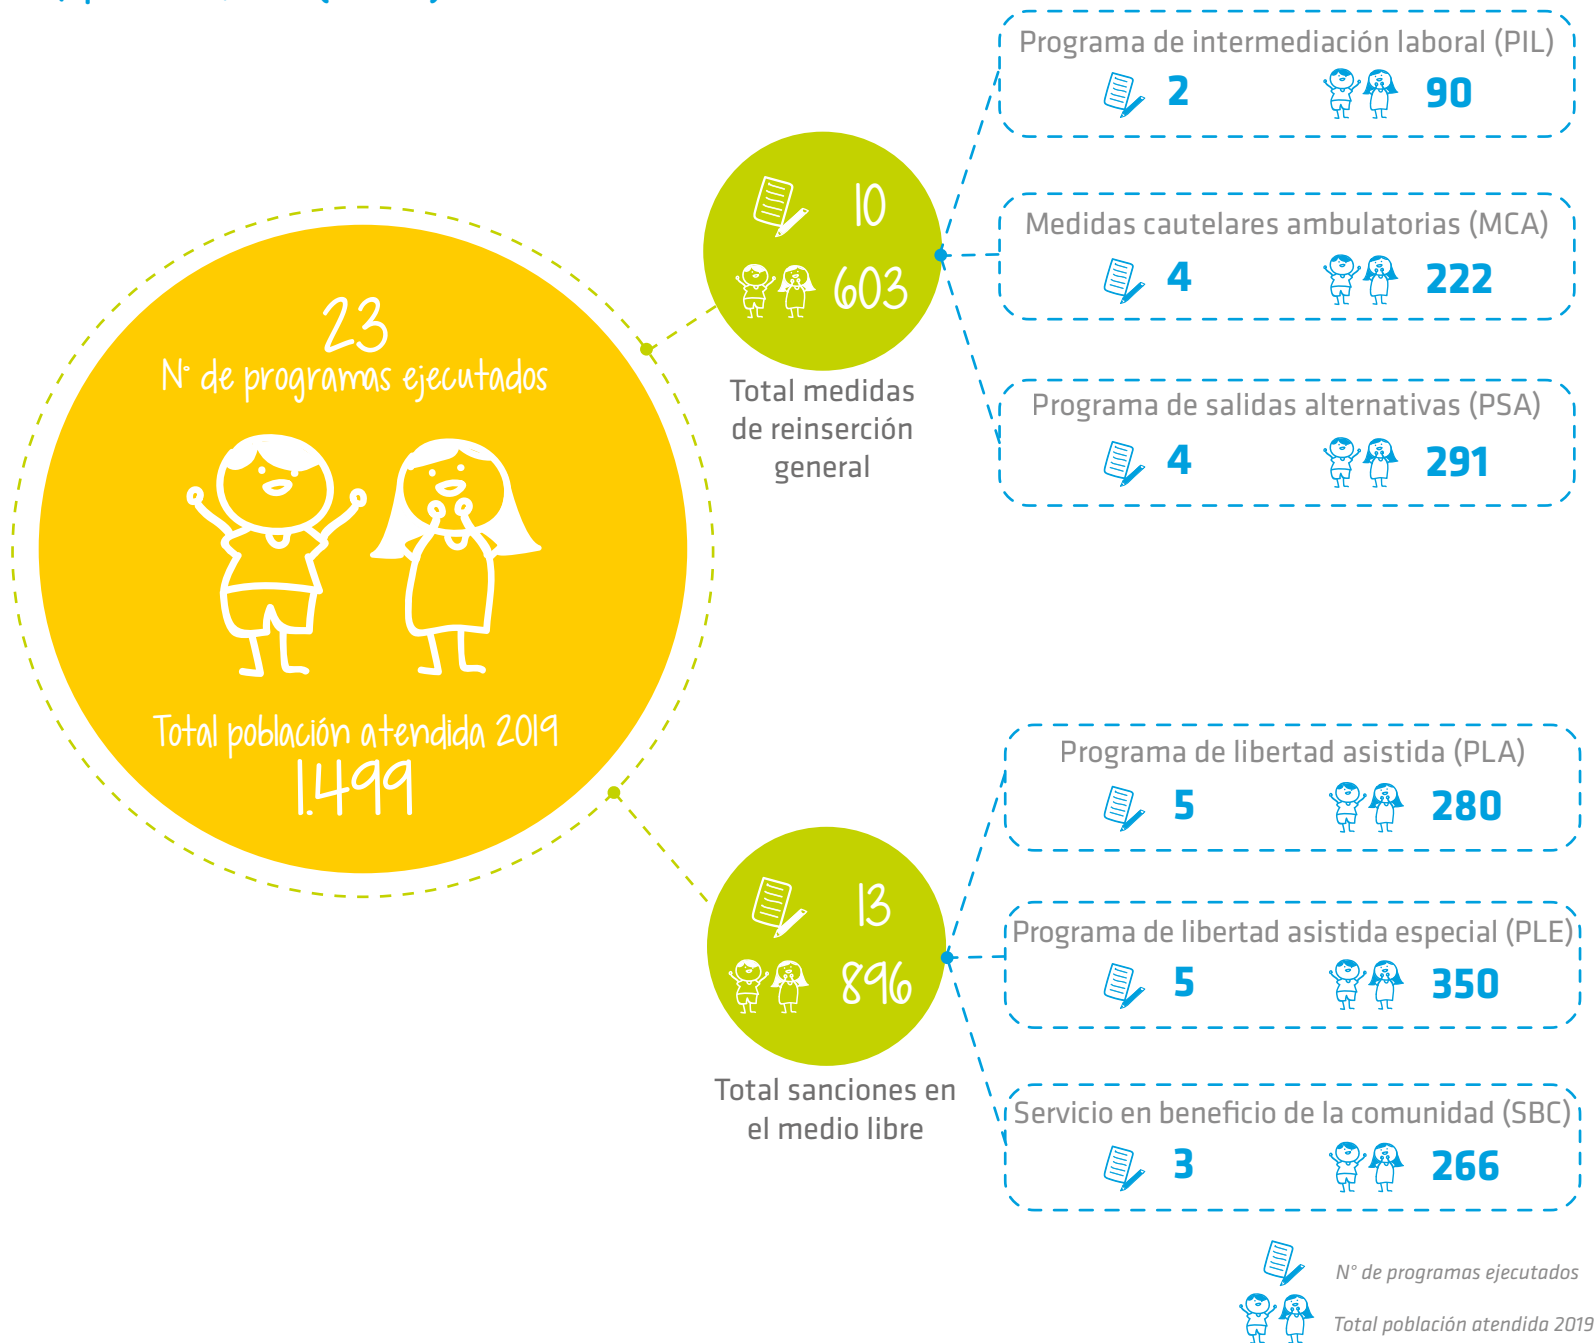 23
N° de programas ejecutados
Total población atendida 2019
1.499
10
603
Total medidas
de reinserción
general
Programa de intermediación laboral (PIL)
2 90
Medidas cautelares ambulatorias (MCA)
4 222
Programa de salidas alternativas (PSA)
4 291
13
896
Total sanciones en
el medio libre
Programa de libertad asistida (PLA)
5 280
Programa de libertad asistida especial (PLE)
5 350
Servicio en beneficio de la comunidad (SBC)
3 266
N° de programas ejecutados
Total población atendida 2019